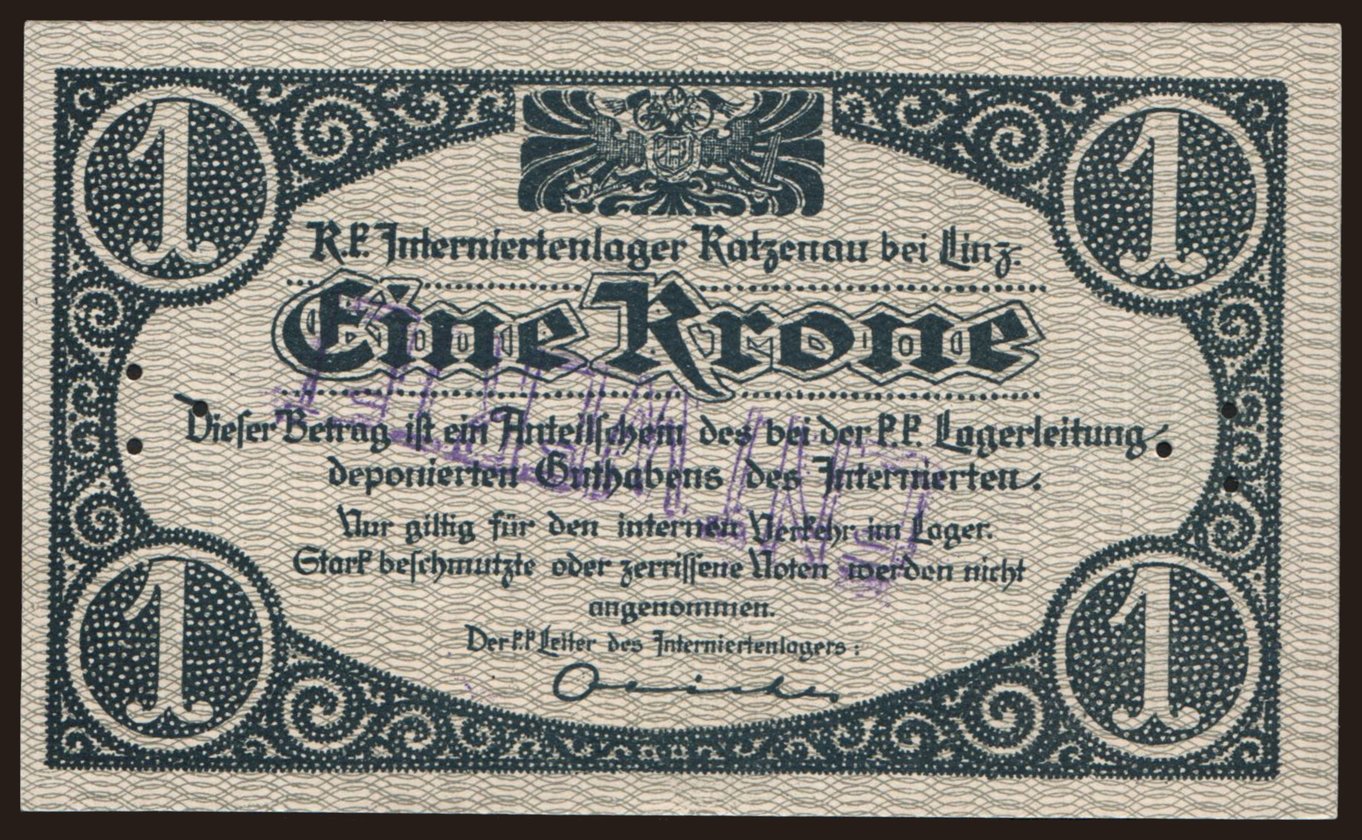 1 1
K.k. Interniertenlager Katzenau bei Linz.
Eine Krone
Dieser Betrag ist ein Anteilschein des bei der k.k. Lagerleitung
deponierten Guthabens des Internierten.
Nur giltig für den internen Verkehr im Lager.
Stark beschmutzte oder zerrissene Noten werden nicht
angenommen.
Der k.k. Leiter des Interniertenlagers:
1 1